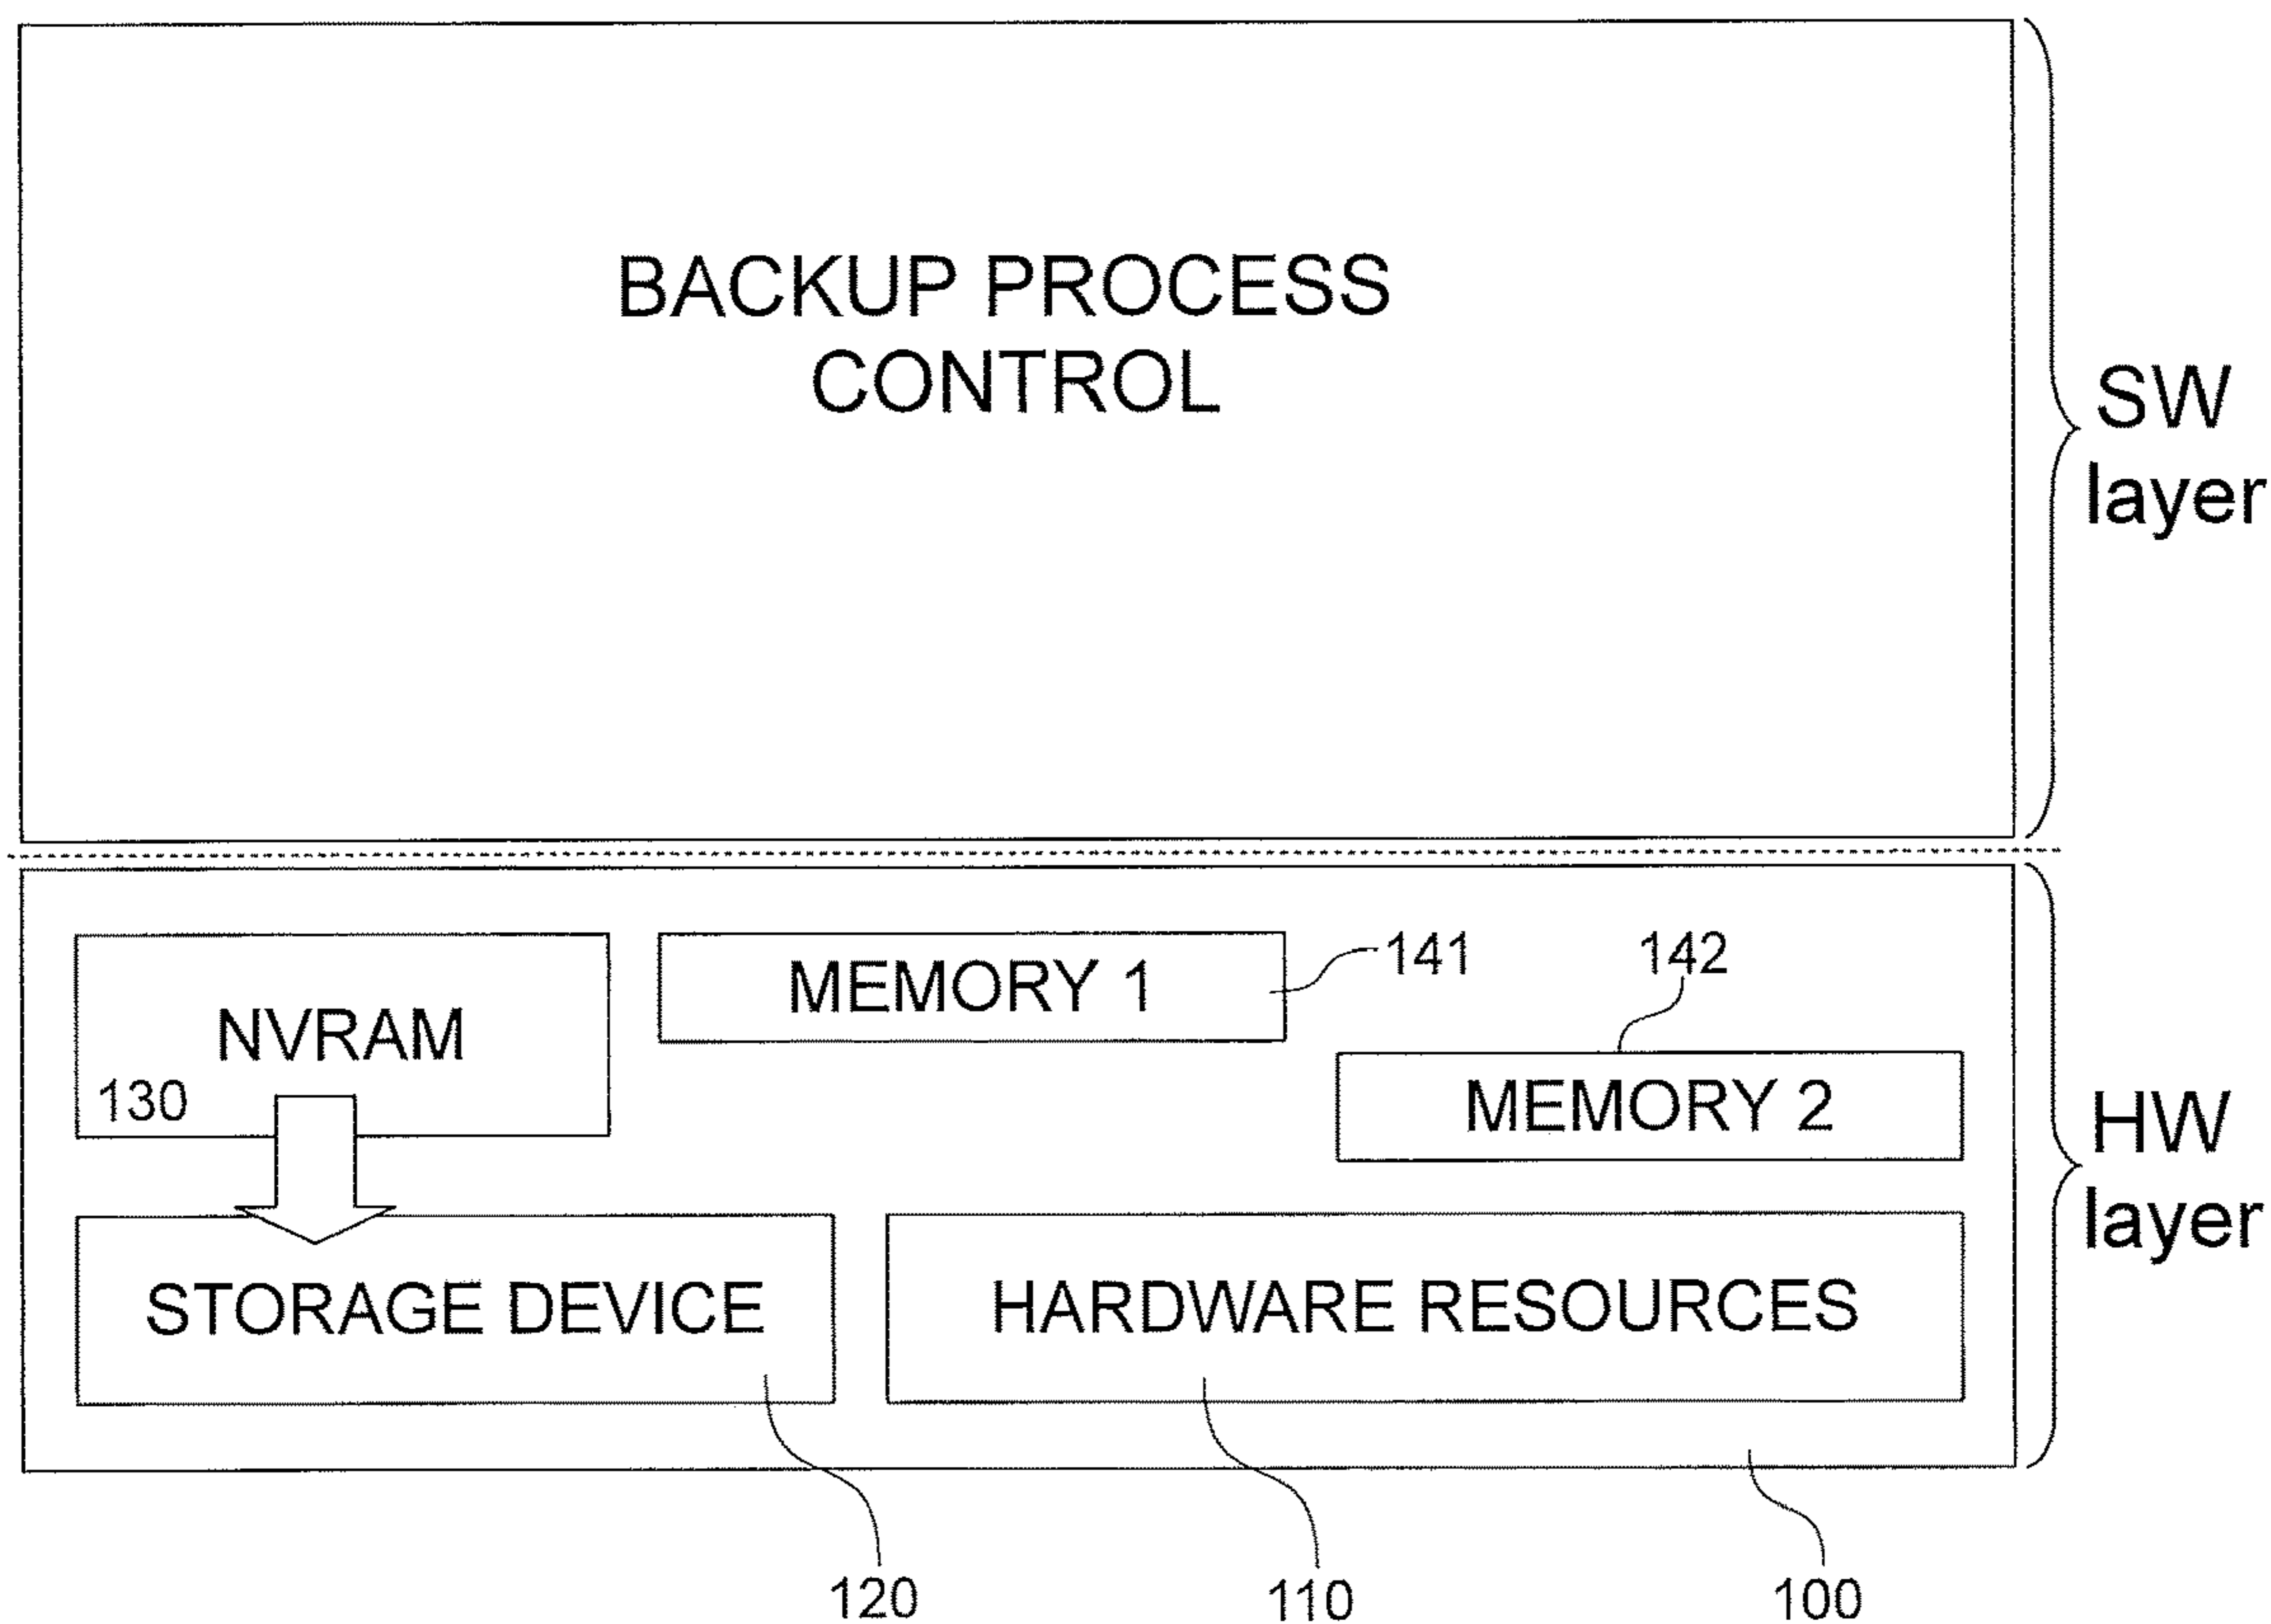 BACKUP PROCESS
CONTROL
SW
layer
NVRAM
130
MEMORY 1
141
142
MEMORY 2
HW
layer
STORAGE DEVICE
HARDWARE RESOURCES
120
110
100